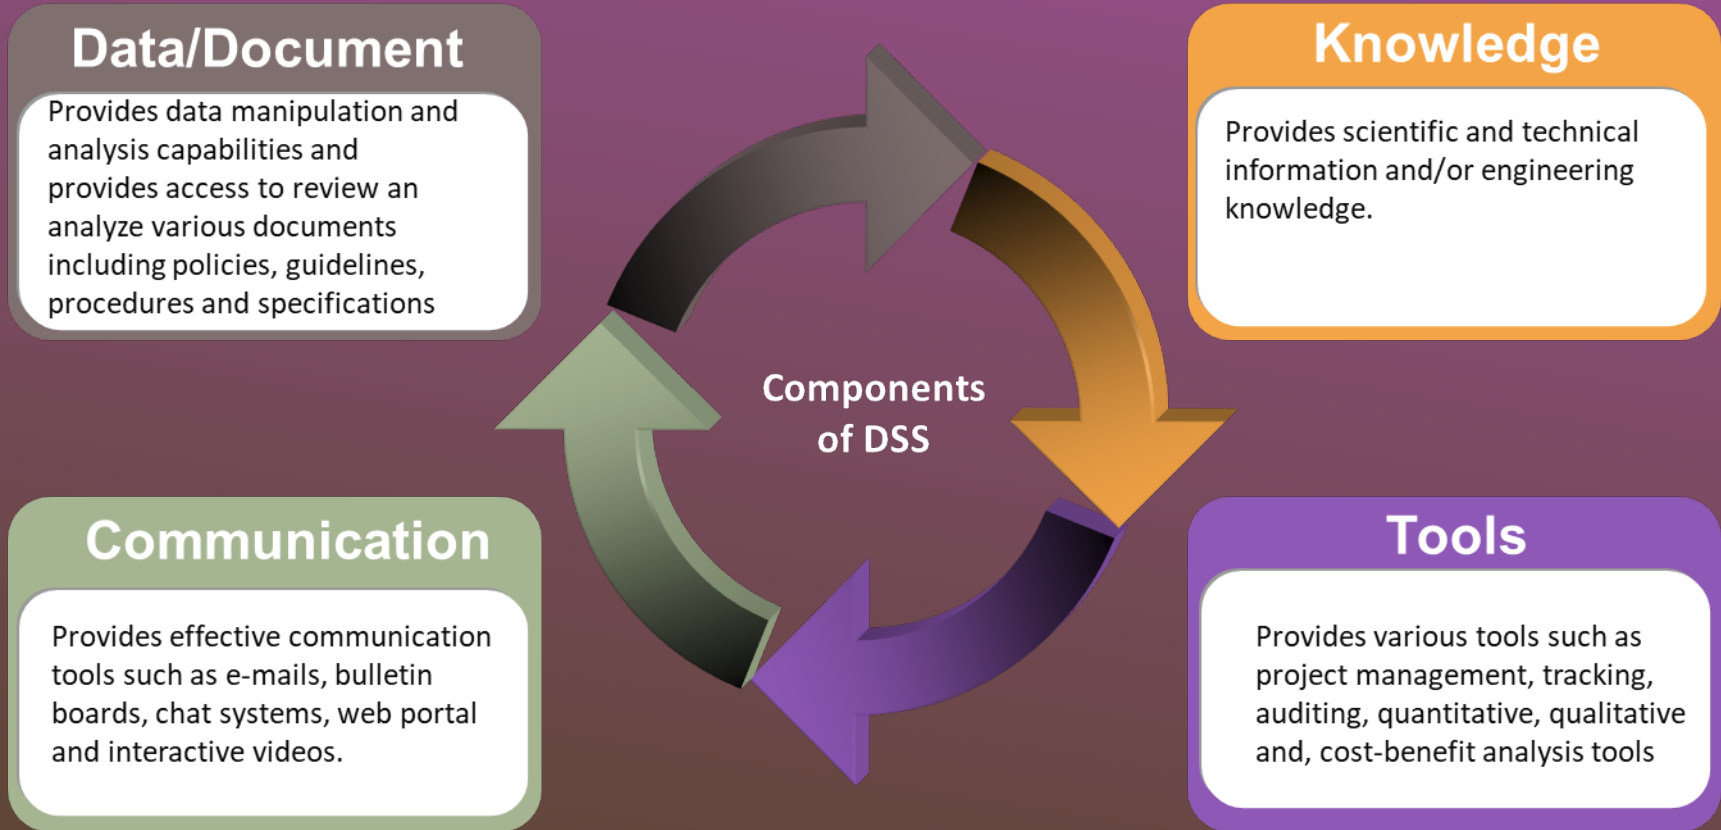 Data/Document
Provides data manipulation and
analysis capabilities and
provides access to review an
analyze various documents
including policies, guidelines,
procedures and specifications
Knowledge
Provides scientific and technical
information and/or engineering
knowledge.
Components
of DSS
Communication
Provides effective communication
tools such as e-mails, bulletin
boards, chat systems, web portal
and interactive videos.
Tools
Provides various tools such as
project management, tracking,
auditing, quantitative, qualitative
and, cost-benefit analysis tools